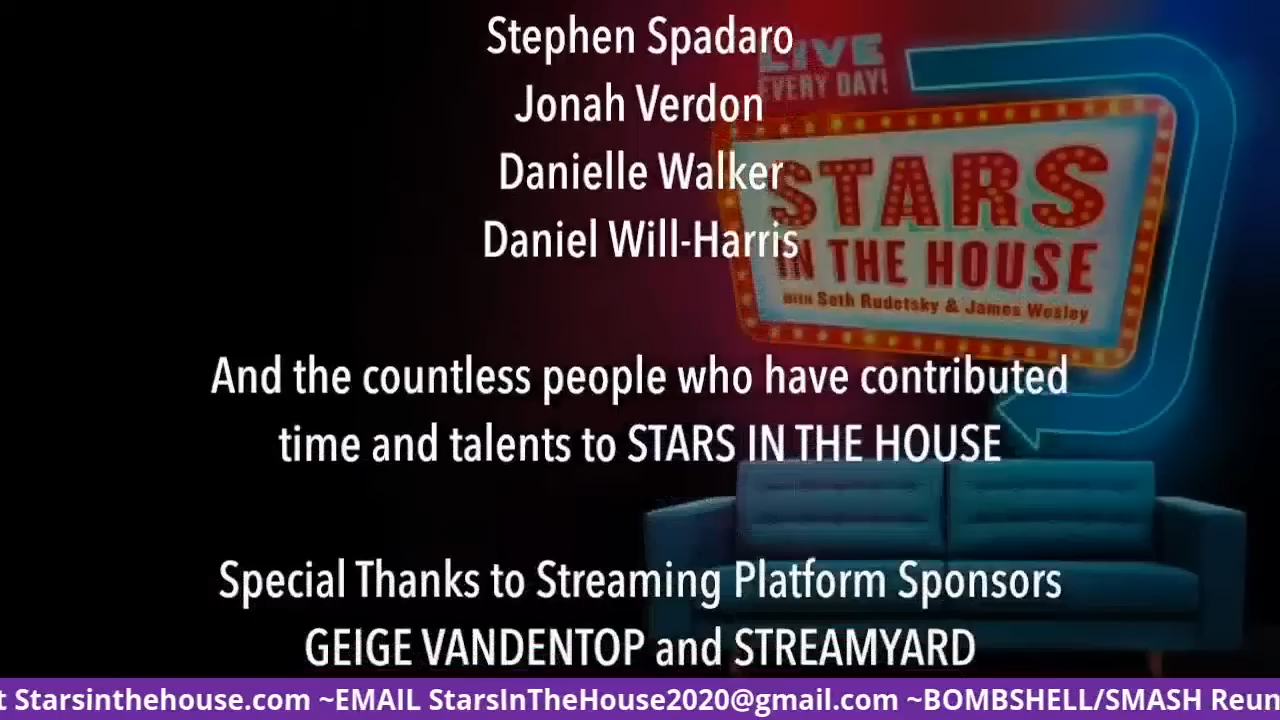 Stephen Spadaro
Jonah Verdon
Danielle Walker
Daniel Will-Harris
And the countless people who have contributed
time and talents to STARS IN THE HOUSE
Special Thanks to Streaming Platform Sponsors
GEIGE VANDENTOP and STREAMYARD
LIVE
EVERY DAY!
STARS
IN THE HOUSE
with Seth Rudetsky & James Wesley
t Starsinthehouse.com ~EMAIL StarsInTheHouse2020@gmail.com ~BOMBSHELL/SMASH Reun